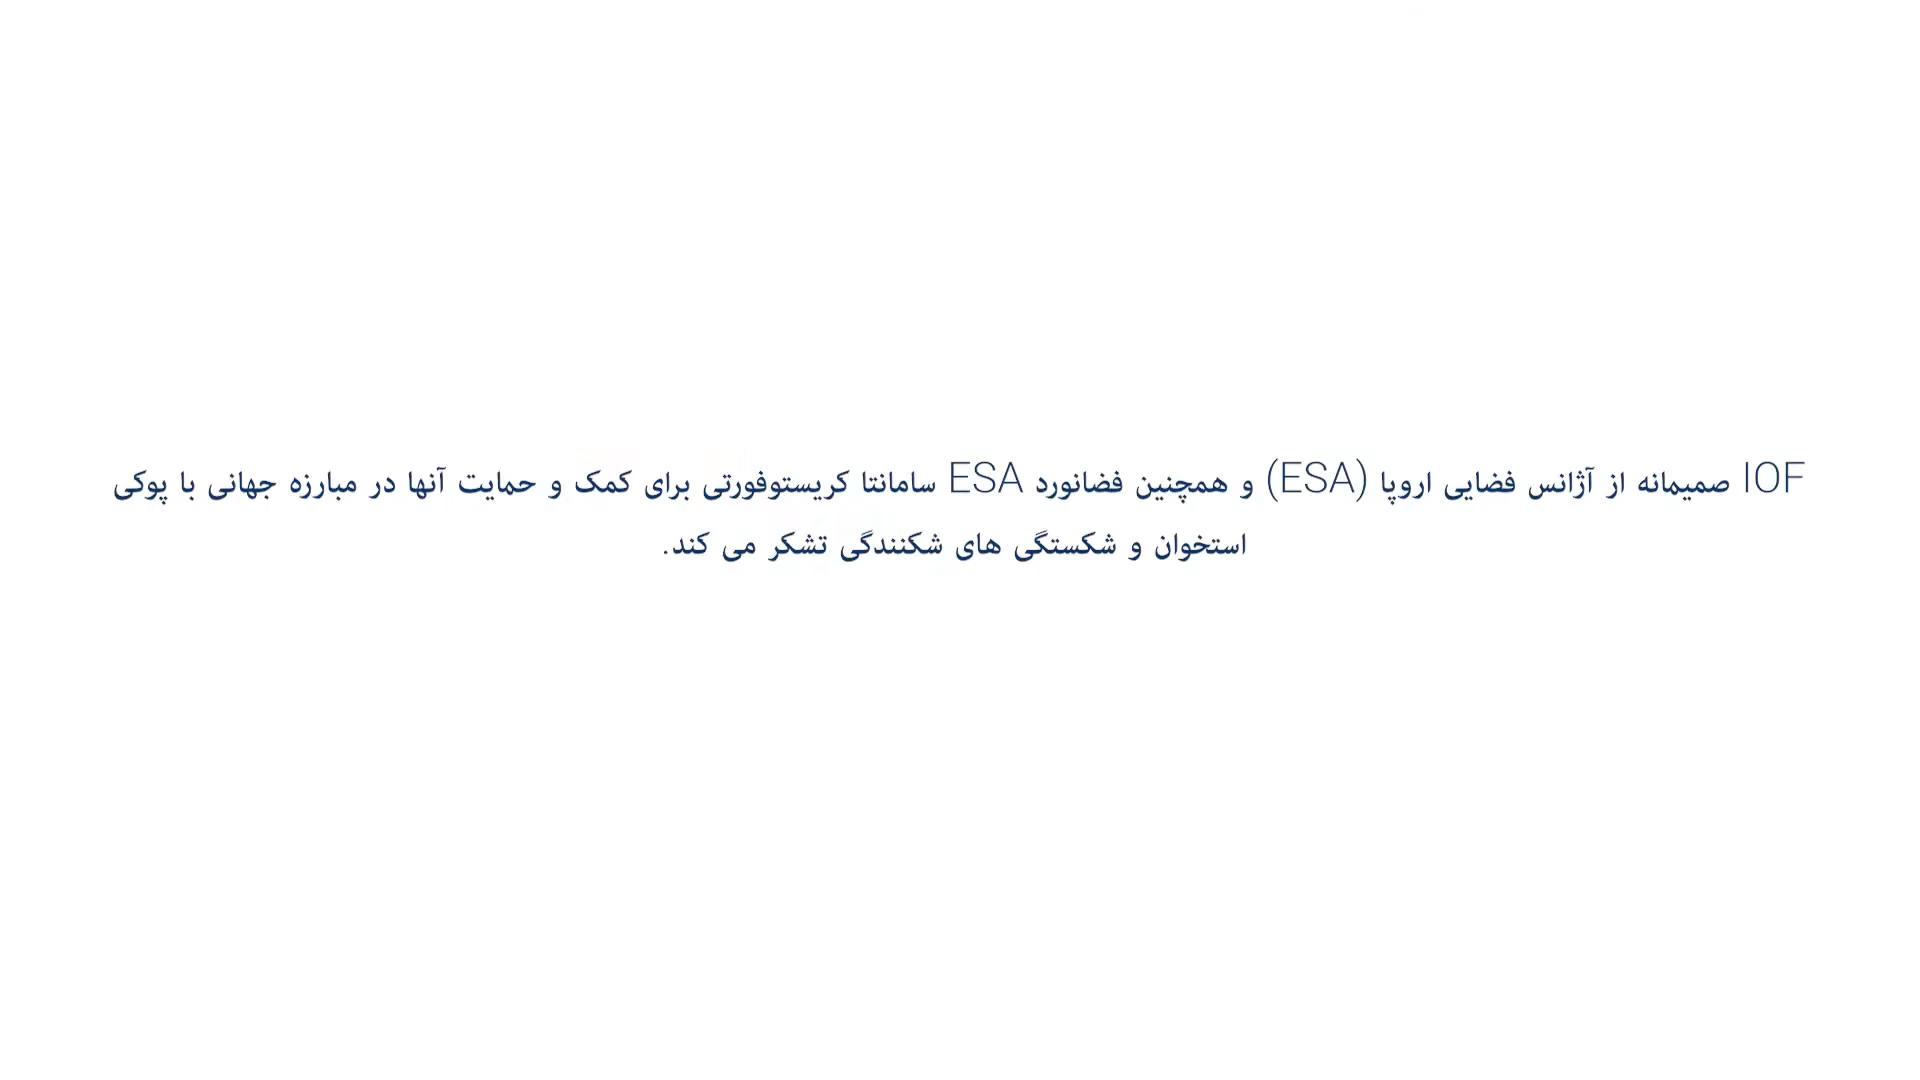 IOF صمیمانه از آژانس فضایی اروپا (ESA) و همچنین فضانورد ESA سامانتا کریستوفورتی برای کمک و حمایت آنها در مبارزه جهانی با پوکی
استخوان و شکستگی های شکنندگی تشکر می کند.